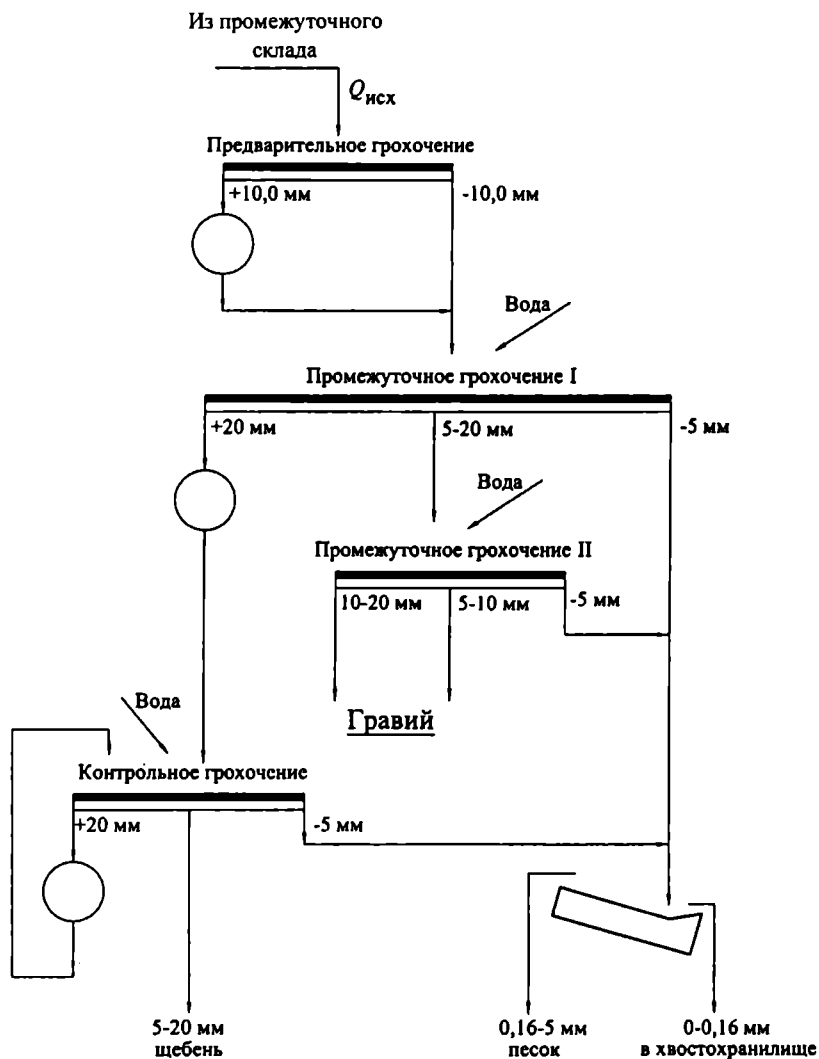 Из промежуточного
склада
Qисх
Предварительное грохочение
+10,0 мм
-10,0 мм
Вода
Промежуточное грохочение I
+20 мм
5-20 мм
-5 мм
Вода
Промежуточное грохочение II
10-20 мм
5-10 мм
-5 мм
Вода
Гравий
Контрольное грохочение
+20 мм
-5 мм
5-20 мм
щебень
0,16-5 мм
песок
0-0,16 мм
в хвостохранилище